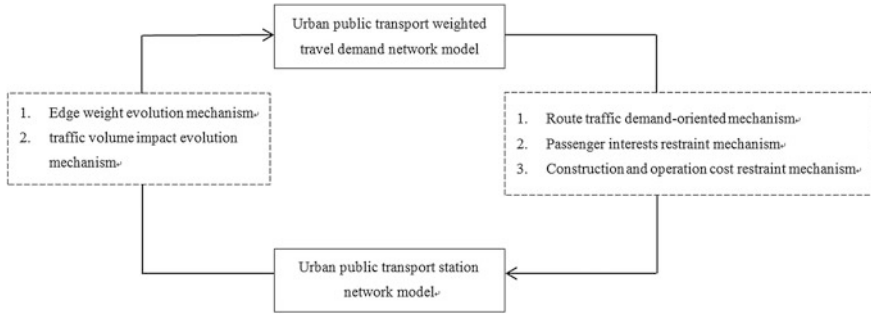 Urban public transport weighted
travel demand network model
1. Edge weight evolution mechanism
2. traffic volume impact evolution
mechanism
1. Route traffic demand-oriented mechanism
2. Passenger interests restraint mechanism
3. Construction and operation cost restraint mechanism
Urban public transport station
network model